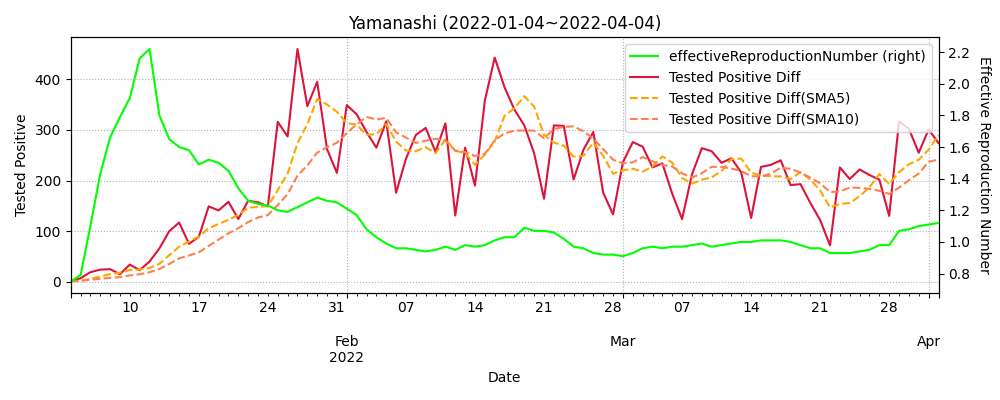 Yamanashi (2022-01-04~2022-04-04)
effectiveReproductionNumber (right)
Tested Positive Diff
Tested Positive Diff(SMA5)
Tested Positive Diff(SMA10)
Tested Positive
400
300
200
100
0
2.2
2.0
1.8
1.6
1.4
1.2
1.0
0.8
Effective Reproduction Number
10 17 24 31 07 14 21 28 07 14 21 28
Feb Mar Apr
2022
Date